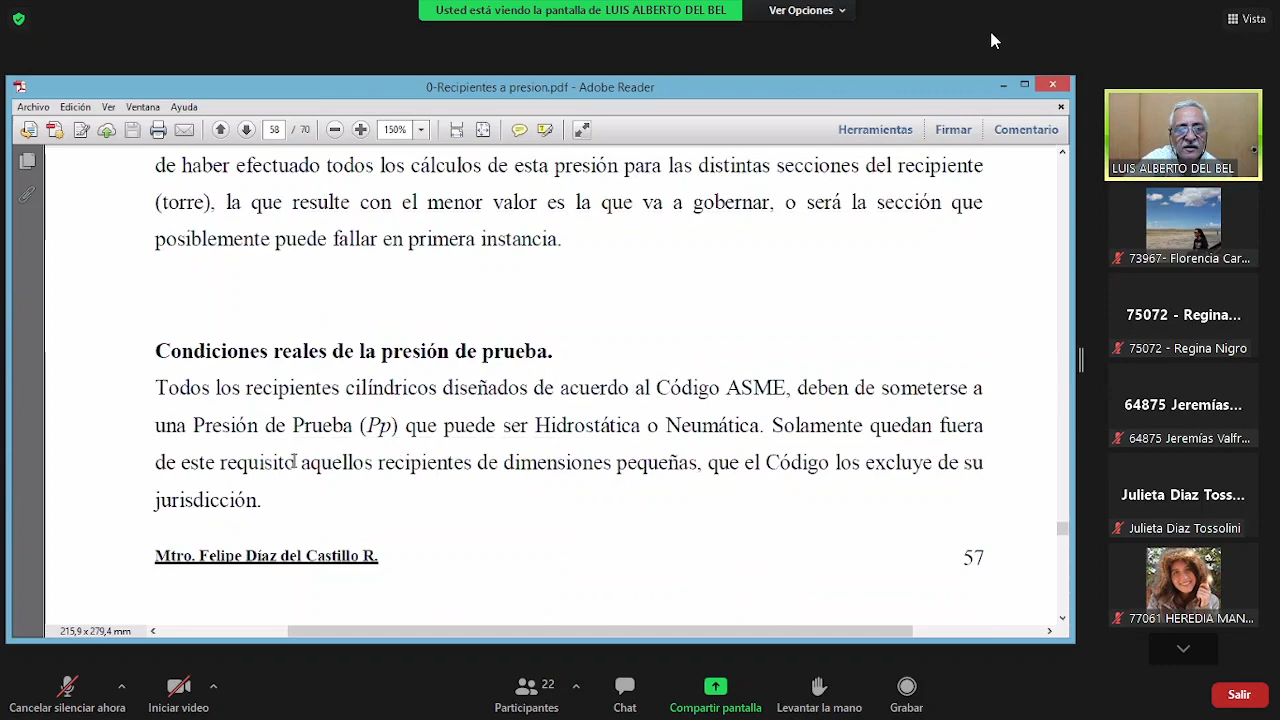 Usted está viendo la pantalla de LUIS ALBERTO DEL BEL
Ver Opciones
Vista
0-Recipientes a presion.pdf - Adobe Reader
Archivo Edición Ver Ventana Ayuda
58 / 70 150% Herramientas Firmar Comentario
de haber efectuado todos los cálculos de esta presión para las distintas secciones del recipiente
(torre), la que resulte con el menor valor es la que va a gobernar, o será la sección que
posiblemente puede fallar en primera instancia.
Condiciones reales de la presión de prueba.
Todos los recipientes cilíndricos diseñados de acuerdo al Código ASME, deben de someterse a
una Presión de Prueba (Pp) que puede ser Hidrostática o Neumática. Solamente quedan fuera
de este requisito aquellos recipientes de dimensiones pequeñas, que el Código los excluye de su
jurisdicción.
Mtro. Felipe Díaz del Castillo R.
57
215,9 x 279,4 mm
LUIS ALBERTO DEL BEL
73967- Florencia Car...
75072 - Regina...
75072 - Regina Nigro
64875 Jeremías...
64875 Jeremías Valfr...
Julieta Diaz Toss...
Julieta Diaz Tossolini
77061 HEREDIA MAN...
Cancelar silenciar ahora
Iniciar video
22
Participantes
Chat
Compartir pantalla
Levantar la mano
Grabar
Salir